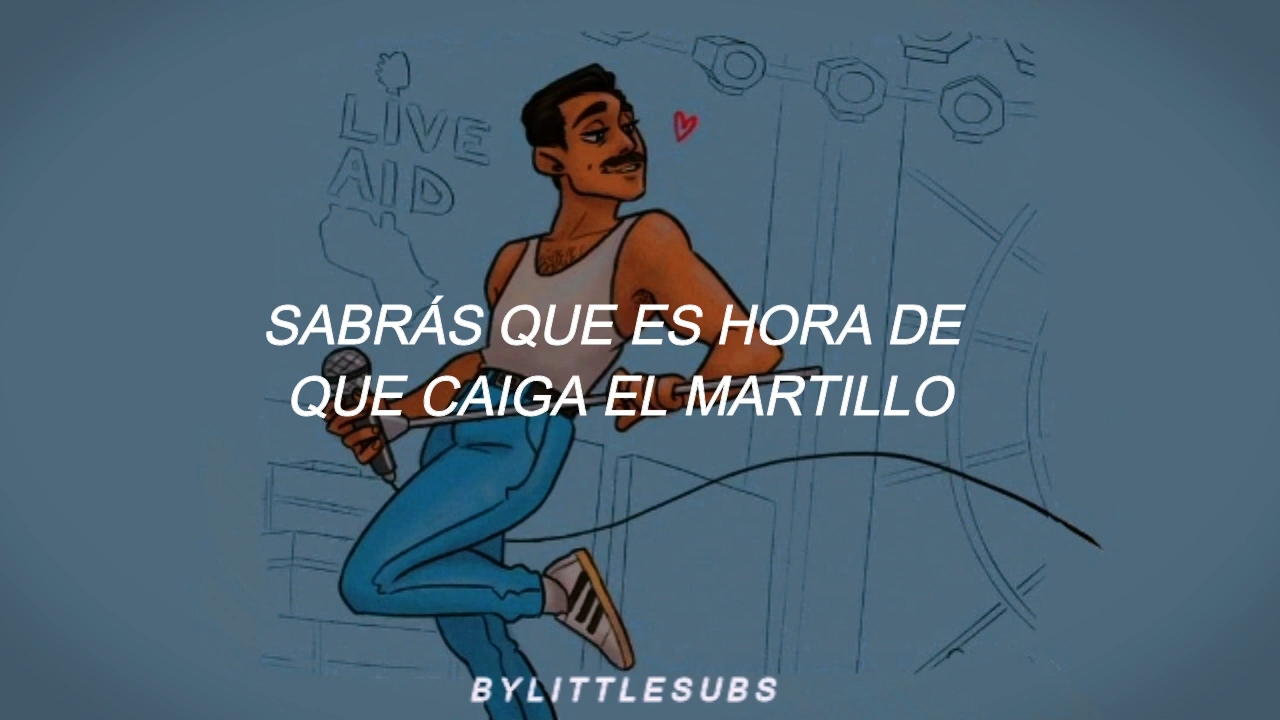 LIVE
AID
SABRÁS QUE ES HORA DE
QUE CAIGA EL MARTILLO
BYLITTLESUBS